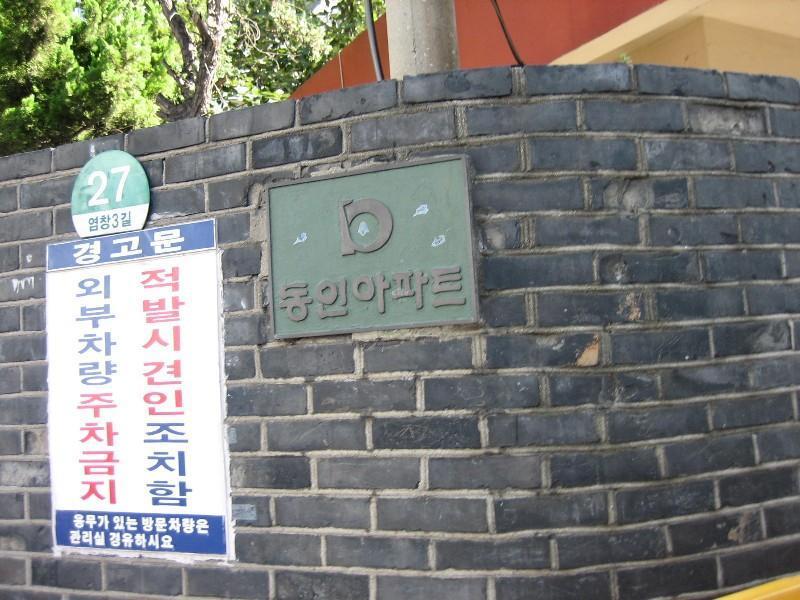 27
염창3길
경고문
외부차량주차금지
적발시견인조치함
용무가 있는 방문차량은
관리실 경유하시요
동인아파트